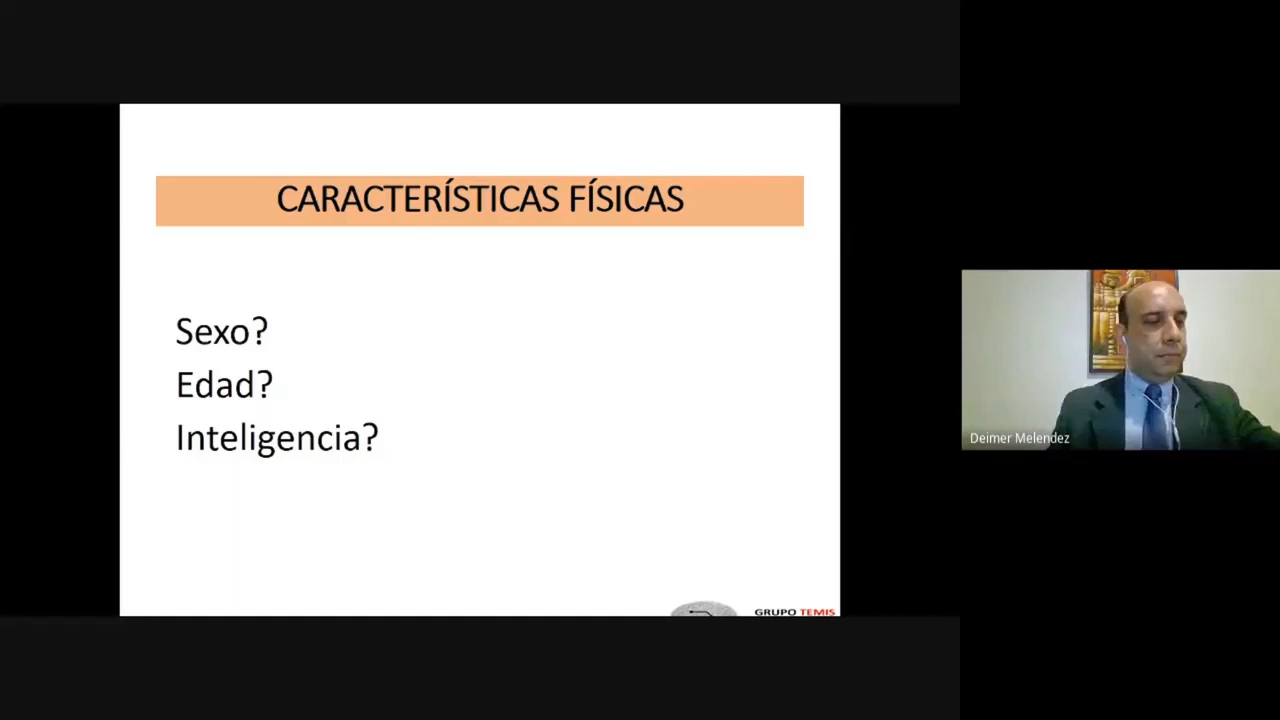 CARACTERÍSTICAS FÍSICAS
Sexo?
Edad?
Inteligencia?
GRUPO TEMIS
Deimer Melendez